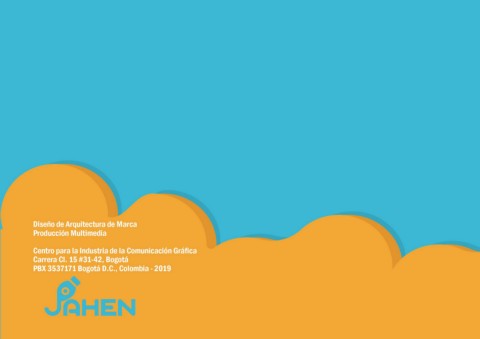 Diseño de Arquitectura de Marca
Producción Multimedia
Centro para la Industria de la Comunicación Gráfica
Carrera Cl. 15 #31-42, Bogotá
PBX 3537171 Bogotá D.C., Colombia - 2019
JAHEN